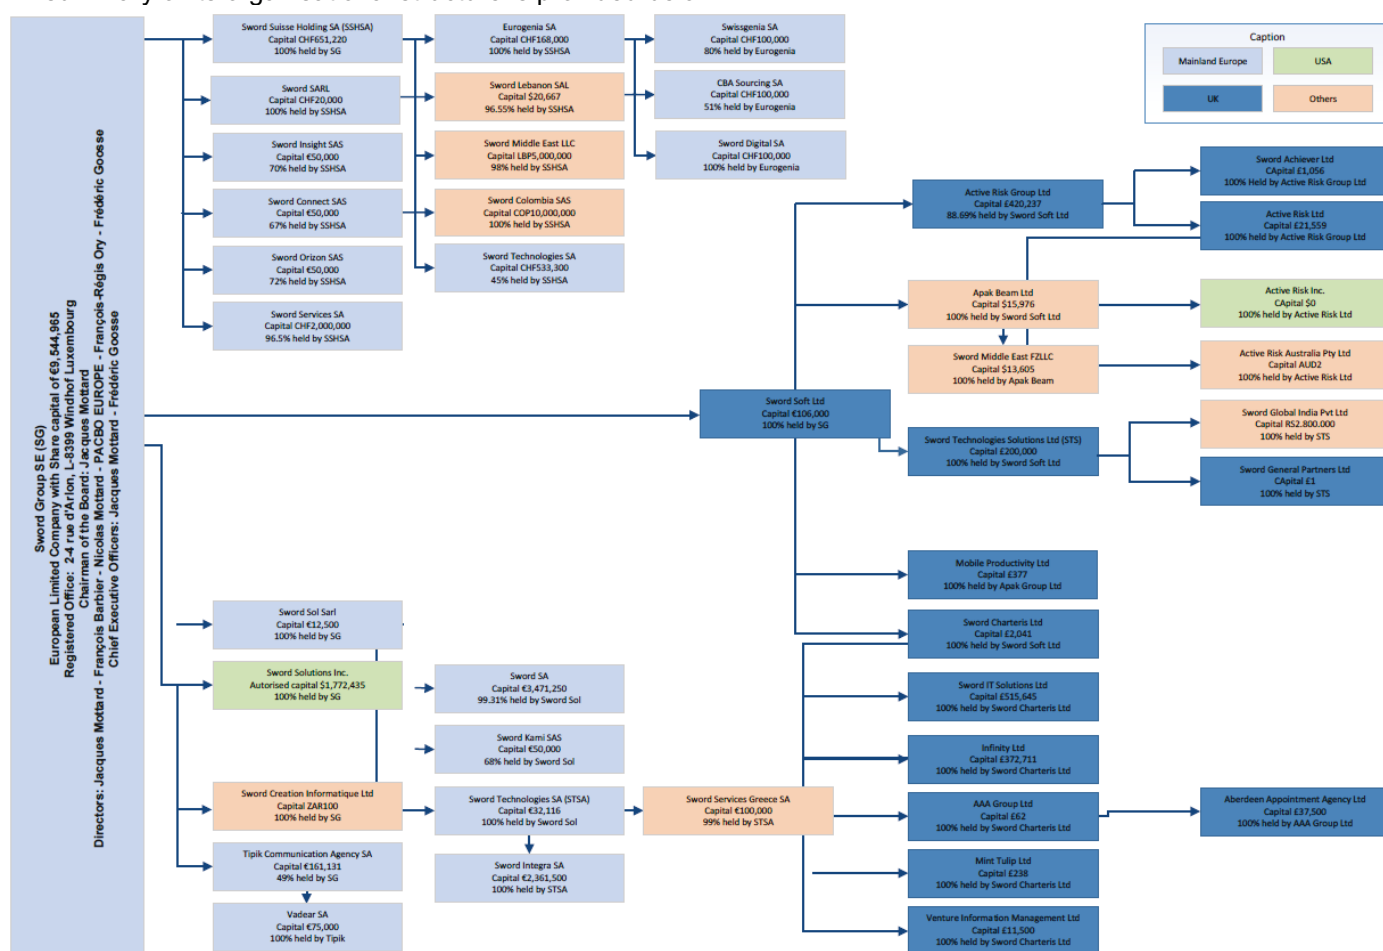 Sword Group SE (SG)
European Limited Company with Share capital of €9,544,965
Registered Office: 2-4 rue d'Arlon, L-8399 Windhof Luxembourg
Chairman of the Board: Jacques Mottard
Directors: Jacques Mottard - François Barbier - Nicolas Mottard - PACBO EUROPE - François-Régis Ory - Frédéric Goosse
Chief Executive Officers: Jacques Mottard - Frédéric Goosse
Sword Suisse Holding SA (SSHSA)
Capital CHF651,220
100% held by SG
Sword SARL
Capital CHF20,000
100% held by SSHSA
Sword Insight SAS
Capital €50,000
70% held by SSHSA
Sword Connect SAS
Capital €50,000
67% held by SSHSA
Sword Orizon SAS
Capital €50,000
72% held by SSHSA
Sword Services SA
Capital CHF2,000,000
96.5% held by SSHSA
Eurogenia SA
Capital CHF168,000
100% held by SSHSA
Sword Lebanon SAL
Capital $20,667
96.55% held by SSHSA
Sword Middle East LLC
Capital LBP5,000,000
98% held by SSHSA
Sword Colombia SAS
Capital COP10,000,000
100% held by SSHSA
Sword Technologies SA
Capital CHF533,300
45% held by SSHSA
Swissgenia SA
Capital CHF100,000
80% held by Eurogenia
CBA Sourcing SA
Capital CHF100,000
51% held by Eurogenia
Sword Digital SA
Capital CHF100,000
100% held by Eurogenia
Caption
Mainland Europe
USA
UK
Others
Sword Soft Ltd
Capital €106,000
100% held by SG
Active Risk Group Ltd
Capital £420,237
88.69% held by Sword Soft Ltd
Sword Achiever Ltd
CApital £1,056
100% Held by Active Risk Group Ltd
Active Risk Ltd
Capital £21,559
100% held by Active Risk Group Ltd
Apak Beam Ltd
Capital $15,976
100% held by Sword Soft Ltd
Active Risk Inc.
CApital $0
100% held by Active Risk Ltd
Sword Middle East FZLLC
Capital $13,605
100% held by Apak Beam
Active Risk Australia Pty Ltd
Capital AUD2
100% held by Active Risk Ltd
Sword Technologies Solutions Ltd (STS)
Capital £200,000
100% held by Sword Soft Ltd
Sword Global India Pvt Ltd
Capital RS2.800.000
100% held by STS
Sword General Partners Ltd
CApital £1
100% held by STS
Mobile Productivity Ltd
Capital £377
100% held by Apak Group Ltd
Sword Charteris Ltd
Capital £2,041
100% held by Sword Soft Ltd
Sword IT Solutions Ltd
Capital £515,645
100% held by Sword Charteris Ltd
Infinity Ltd
Capital £372,711
100% held by Sword Charteris Ltd
AAA Group Ltd
Capital £62
100% held by Sword Charteris Ltd
Aberdeen Appointment Agency Ltd
Capital £37,500
100% held by AAA Group Ltd
Mint Tulip Ltd
Capital £238
100% held by Sword Charteris Ltd
Venture Information Management Ltd
Capital £11,500
100% held by Sword Charteris Ltd
Sword Sol Sarl
Capital €12,500
100% held by SG
Sword Solutions Inc.
Autorised capital $1,772,435
100% held by SG
Sword Creation Informatique Ltd
Capital ZAR100
100% held by SG
Tipik Communication Agency SA
Capital €161,131
49% held by SG
Vadear SA
Capital €75,000
100% held by Tipik
Sword SA
Capital €3,471,250
99.31% held by Sword Sol
Sword Kami SAS
Capital €50,000
68% held by Sword Sol
Sword Technologies SA (STSA)
Capital €32,116
100% held by Sword Sol
Sword Integra SA
Capital €2,361,500
100% held by STSA
Sword Services Greece SA
Capital €100,000
99% held by STSA